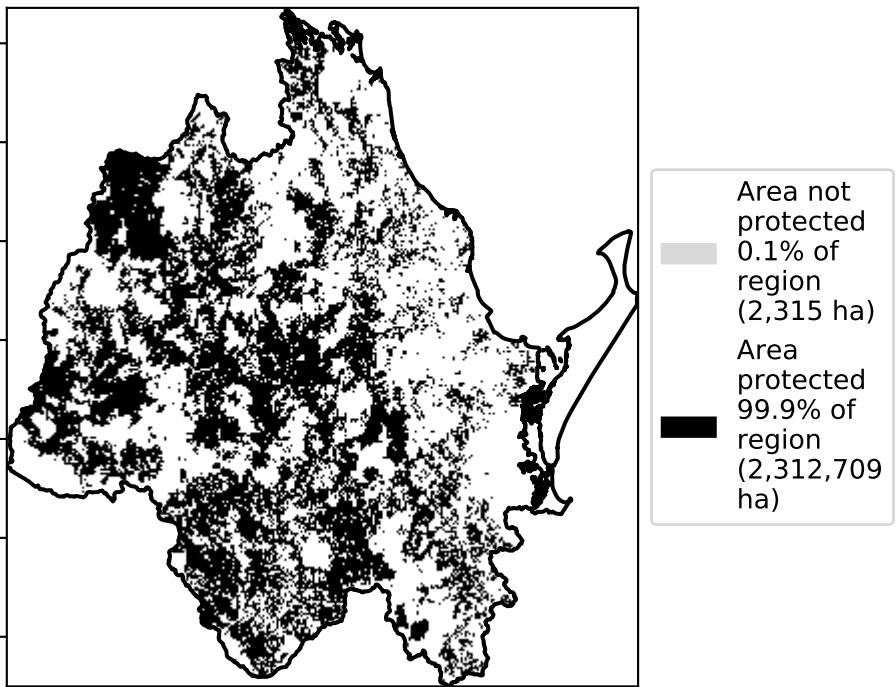 Area not
protected
0.1% of
region
(2,315 ha)
Area
protected
99.9% of
region
(2,312,709
ha)